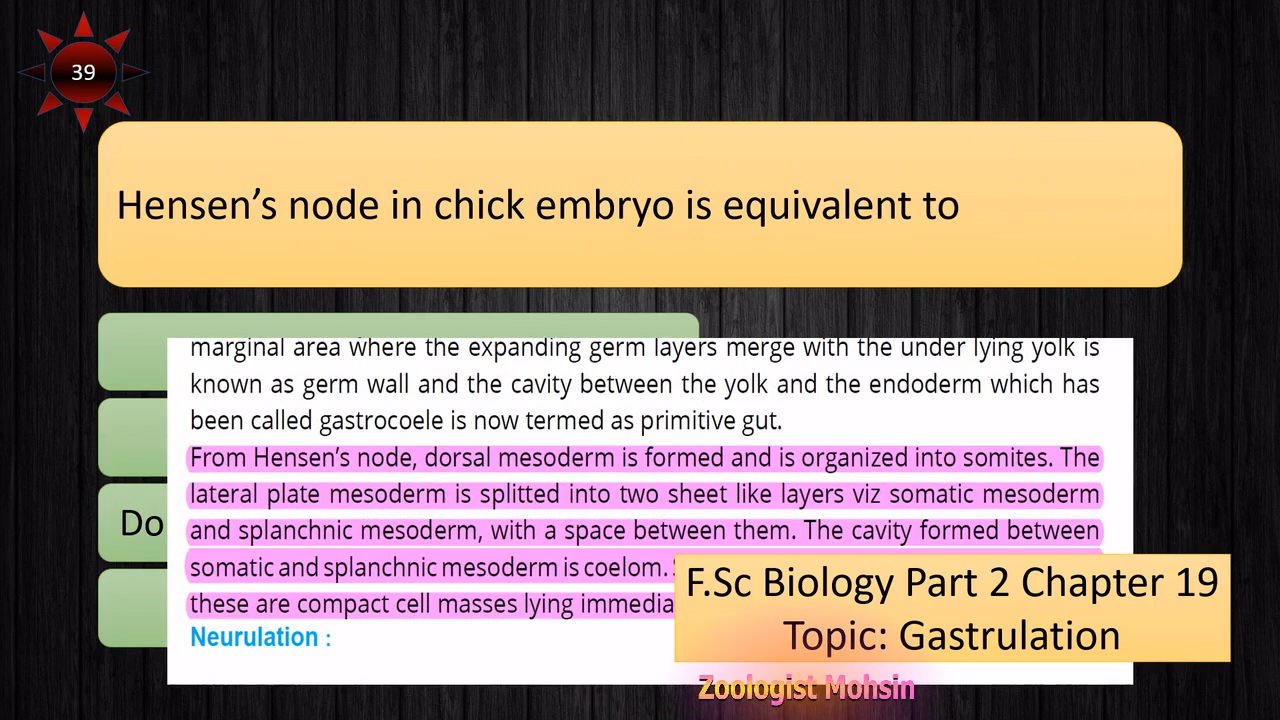 39
Hensen's node in chick embryo is equivalent to
marginal area where the expanding germ layers merge with the under lying yolk is
known as germ wall and the cavity between the yolk and the endoderm which has
been called gastrocoele is now termed as primitive gut.
From Hensen's node, dorsal mesoderm is formed and is organized into somites. The
lateral plate mesoderm is splitted into two sheet like layers viz somatic mesoderm
Do
and splanchnic mesoderm, with a space between them. The cavity formed between
somatic and splanchnic mesoderm is coelom.
these are compact cell masses lying
Neurulation :
F.Sc Biology Part 2 Chapter 19
Topic: Gastrulation
Zoologist Mohsin